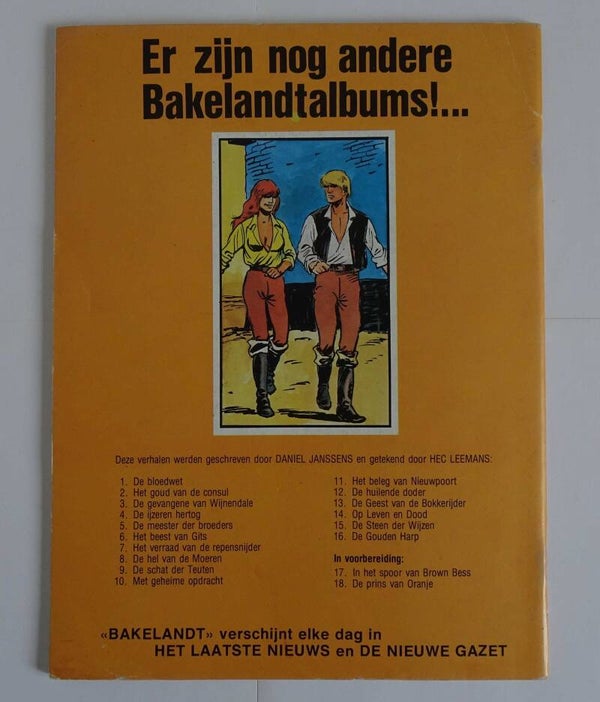 Er zijn nog andere
Bakelandtalbums!...
Deze verhalen werden geschreven door DANIEL JANSSENS en getekend door HEC LEEMANS:
1. De bloedwet
2. Het goud van de consul
3. De gevangene van Wijnendale
4. De ijzeren hertog
5. De meester der broeders
6. Het beest van Gits
7. Het verraad van de repensnijder
8. De hel van de Moeren
9. De schat der Teuten
10. Met geheime opdracht
11. Het beleg van Nieuwpoort
12. De huilende doder
13. De Geest van de Bokkerijder
14. Op Leven en Dood
15. De Steen der Wijzen
16. De Gouden Harp
In voorbereiding:
17. In het spoor van Brown Bess
18. De prins van Oranje
«BAKELANDT» verschijnt elke dag in
HET LAATSTE NIEUWS en DE NIEUWE GAZET